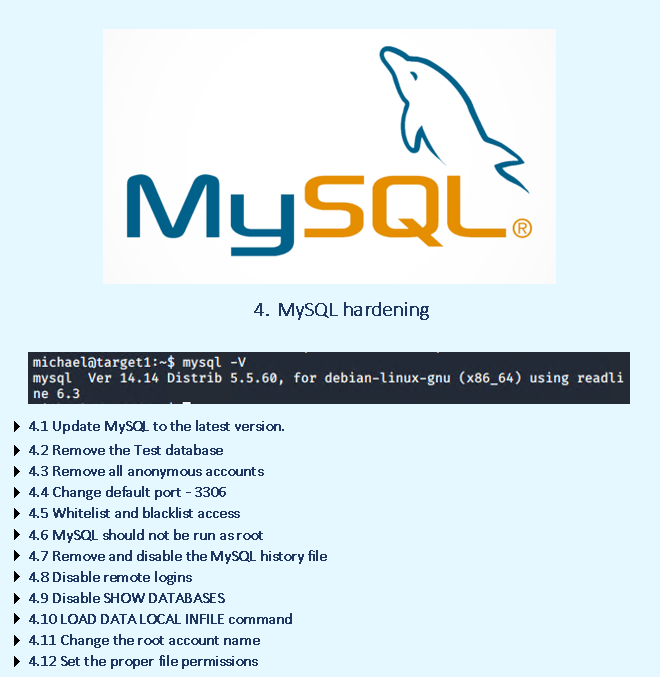 MySQL®
4. MySQL hardening
michael@target1:~$ mysql -V
mysql  Ver 14.14 Distrib 5.5.60, for debian-linux-gnu (x86_64) using readli
ne 6.3
4.1 Update MySQL to the latest version.
4.2 Remove the Test database
4.3 Remove all anonymous accounts
4.4 Change default port - 3306
4.5 Whitelist and blacklist access
4.6 MySQL should not be run as root
4.7 Remove and disable the MySQL history file
4.8 Disable remote logins
4.9 Disable SHOW DATABASES
4.10 LOAD DATA LOCAL INFILE command
4.11 Change the root account name
4.12 Set the proper file permissions